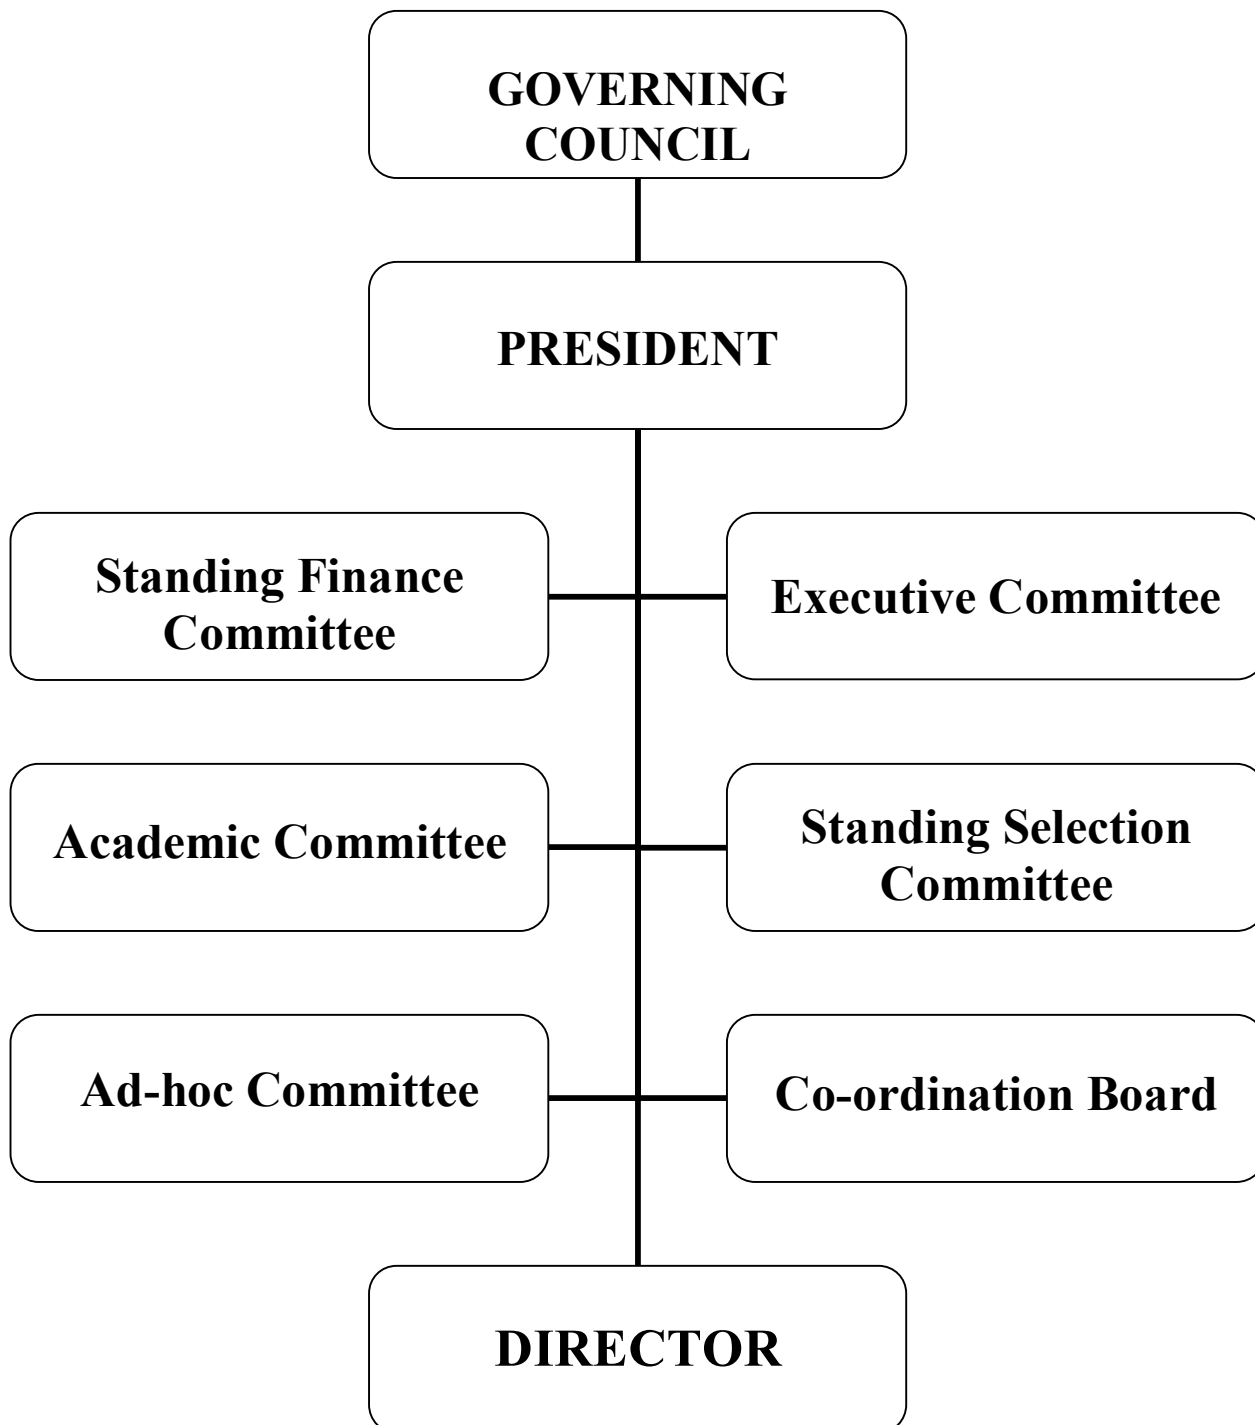 GOVERNING
COUNCIL
PRESIDENT
Standing Finance
Committee
Executive Committee
Academic Committee
Standing Selection
Committee
Ad-hoc Committee
Co-ordination Board
DIRECTOR